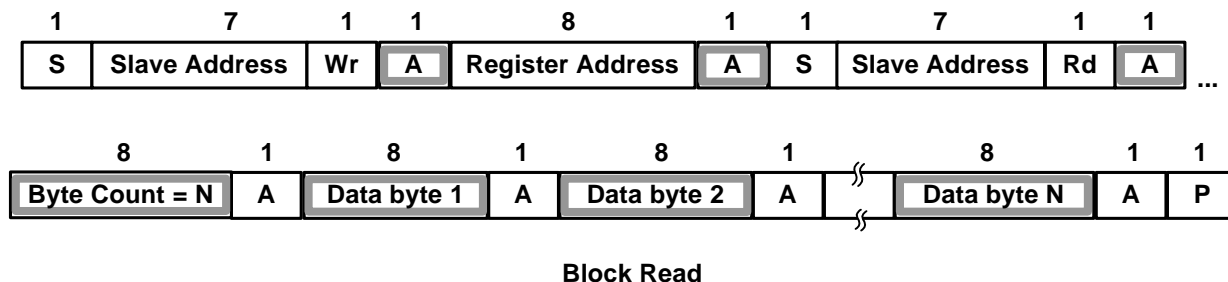 1 7 1 1 8 1 1 7 1 1
S Slave Address Wr A Register Address A S Slave Address Rd A ...
8 1 8 1 8 1 8 1 1
Byte Count = N A Data byte 1 A Data byte 2 A Data byte N A P
Block Read